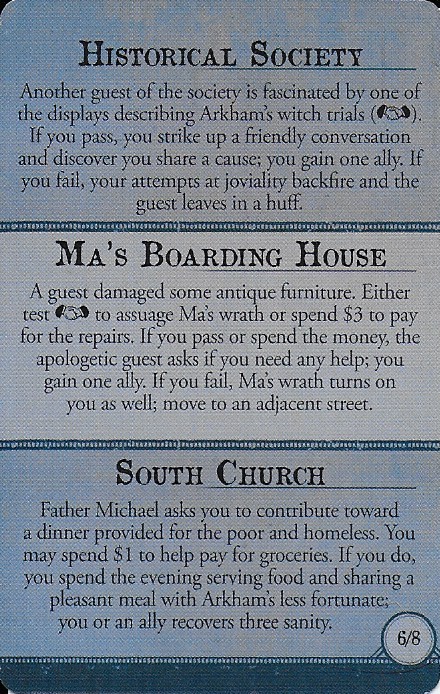 Historical Society
Another guest of the society is fascinated by one of
the displays describing Arkham's witch trials ( ).
If you pass, you strike up a friendly conversation
and discover you share a cause; you gain one ally. If
you fail, your attempts at joviality backfire and the
guest leaves in a huff.
Ma's Boarding House
A guest damaged some antique furniture. Either
test to assuage Ma's wrath or spend $3 to pay
for the repairs. If you pass or spend the money, the
apologetic guest asks if you need any help; you
gain one ally. If you fail, Ma's wrath turns on
you as well; move to an adjacent street.
South Church
Father Michael asks you to contribute toward
a dinner provided for the poor and homeless. You
may spend $1 to help pay for groceries. If you do,
you spend the evening serving food and sharing a
pleasant meal with Arkham's less fortunate;
you or an ally recovers three sanity.
6/8